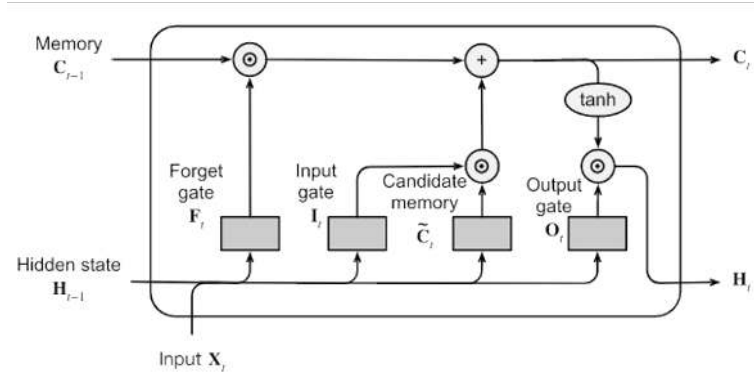 Memory
C_{t−1}
C_t
tanh
Forget
gate
F_t
Input
gate
I_t
Candidate
memory
C̃_t
Output
gate
O_t
Hidden state
H_{t−1}
H_t
Input X_t
+